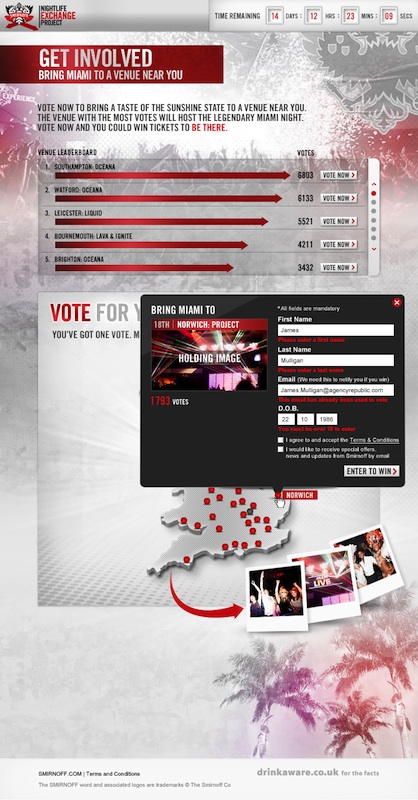 NIGHTLIFE
EXCHANGE
PROJECT
TIME REMAINING 14 DAYS : 12 HRS : 23 MINS : 09 SECS
GET INVOLVED
BRING MIAMI TO A VENUE NEAR YOU
VOTE NOW TO BRING A TASTE OF THE SUNSHINE STATE TO A VENUE NEAR YOU.
THE VENUE WITH THE MOST VOTES WILL HOST THE LEGENDARY MIAMI NIGHT.
VOTE NOW AND YOU COULD WIN TICKETS TO BE THERE.
VENUE LEADERBOARD VOTES
1. SOUTHAMPTON: OCEANA 6803 VOTE NOW
2. WATFORD: OCEANA 6133 VOTE NOW
3. LEICESTER: LIQUID 5521 VOTE NOW
4. BOURNEMOUTH: LAVA & IGNITE 4211 VOTE NOW
5. BRIGHTON: OCEANA 3432 VOTE NOW
VOTE FOR Y
YOU'VE GOT ONE VOTE. M
BRING MIAMI TO
18TH NORWICH: PROJECT
HOLDING IMAGE
1793 VOTES
* All fields are mandatory
First Name
James
Please enter a first name
Last Name
Mulligan
Please enter a last name
Email (We need this to notify you if you win)
James.Mulligan@agencyrepublic.com
This email has already been used to vote
D.O.B.
22 10 1986
You must be over 18 to enter
I agree to and accept the Terms & Conditions
I would like to receive special offers,
news and updates from Smirnoff by email
ENTER TO WIN
NORWICH
LIVE
SMIRNOFF.COM | Terms and Conditions
drinkaware.co.uk for the facts
The SMIRNOFF word and associated logos are trademarks © The Smirnoff Co